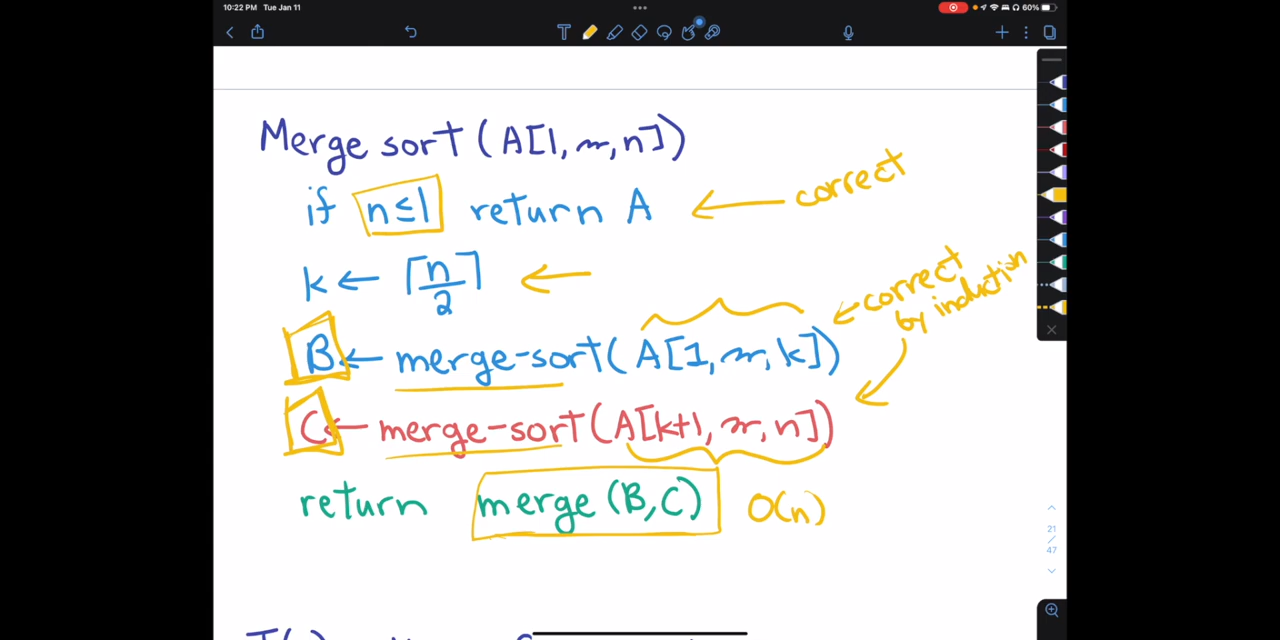 10:22 PM Tue Jan 11
60%
Merge sort (A[1, ..., n])
if n≤1 return A ← correct
k ← ⌈n/2⌉ ←
B ← merge-sort(A[1, ..., k]) ← correct by induction
C ← merge-sort(A[k+1, ..., n])
return merge (B,C) O(n)
21
/
47